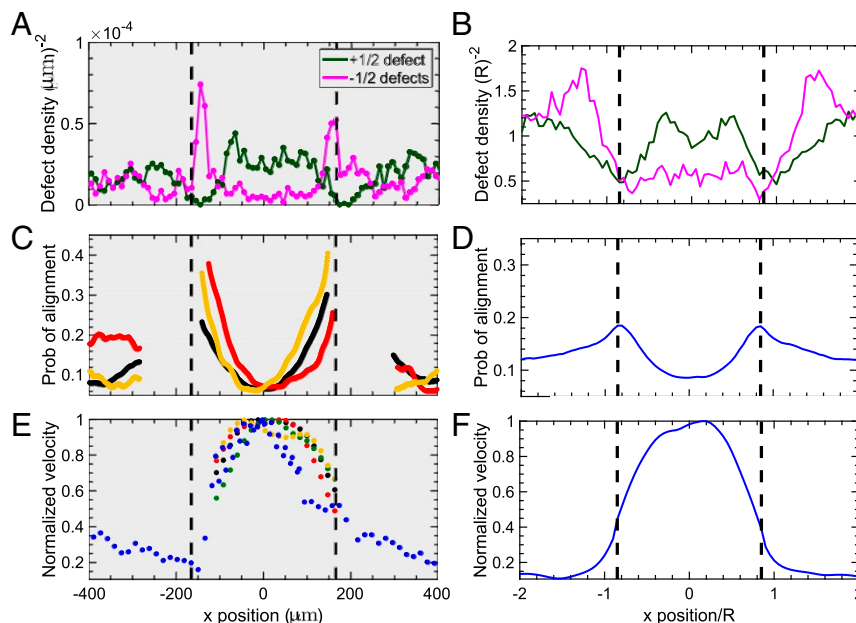 A
×10⁻⁴
1
0.5
0
Defect density (μm)⁻²
+1/2 defect
-1/2 defects
B
2
1.5
1
0.5
Defect density (R)⁻²
C
0.4
0.3
0.2
0.1
Prob of alignment
D
0.3
0.2
0.1
Prob of alignment
E
1
0.8
0.6
0.4
0.2
Normalized velocity
-400 -200 0 200 400
x position (μm)
F
1
0.8
0.6
0.4
0.2
Normalized velocity
-2 -1 0 1 2
x position/R